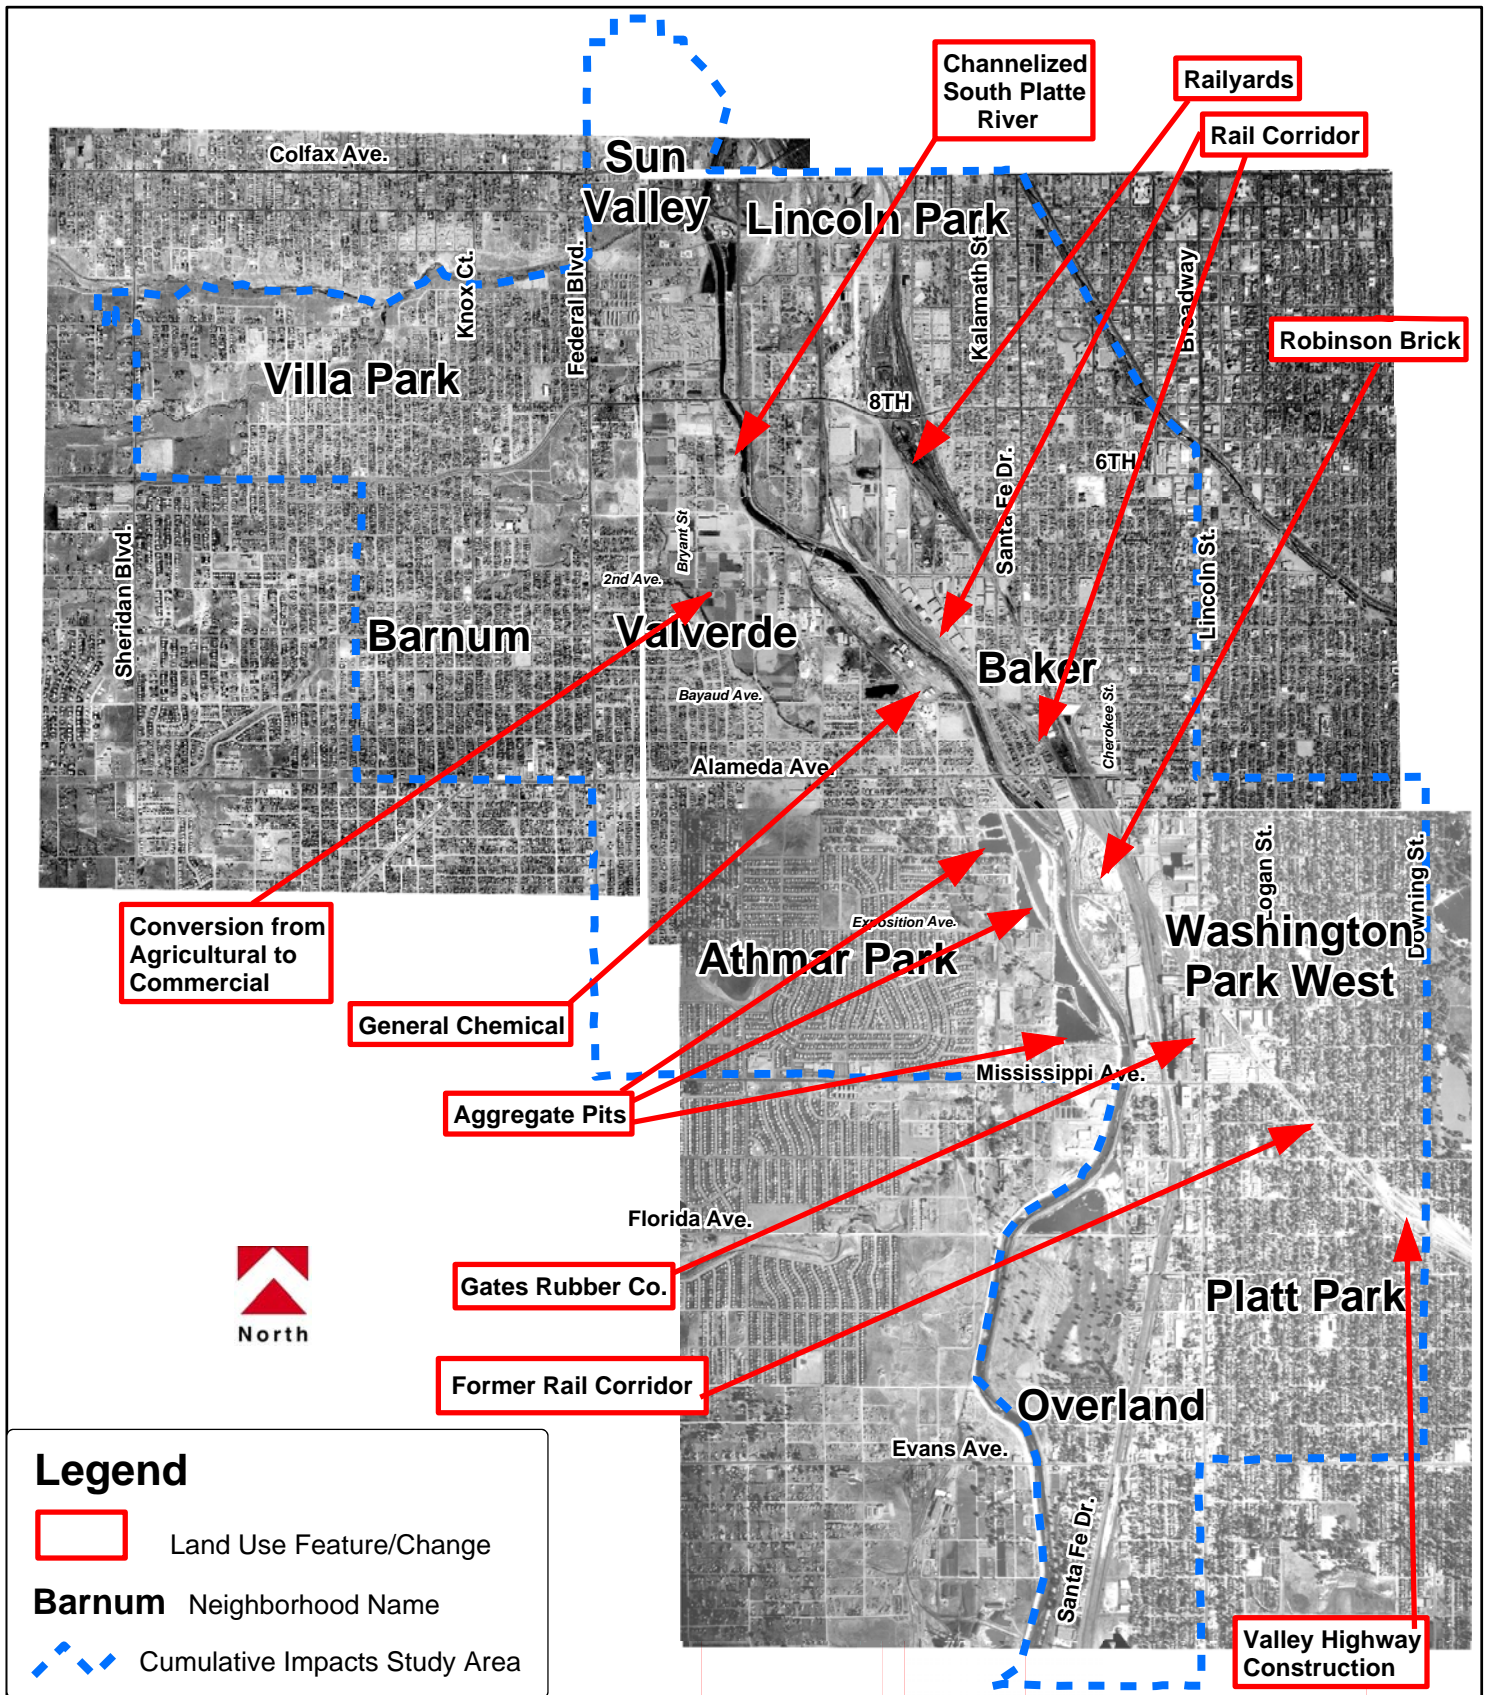 Channelized
South Platte
River
Railyards
Rail Corridor
Colfax Ave.
Sun
Valley
Lincoln Park
Knox Ct.
Federal Blvd.
Kalamath St.
Broadway
Robinson Brick
Villa Park
8TH
6TH
Santa Fe Dr.
Sheridan Blvd.
Bryant St
2nd Ave.
Lincoln St.
Barnum
Valverde
Baker
Bayaud Ave.
Cherokee St.
Alameda Ave.
Logan St.
Downing St.
Conversion from
Agricultural to
Commercial
Exposition Ave.
Athmar Park
Washington
Park West
General Chemical
Mississippi Ave.
Aggregate Pits
Florida Ave.
Gates Rubber Co.
Platt Park
North
Former Rail Corridor
Overland
Evans Ave.
Santa Fe Dr.
Legend
Land Use Feature/Change
Barnum Neighborhood Name
Cumulative Impacts Study Area
Valley Highway
Construction